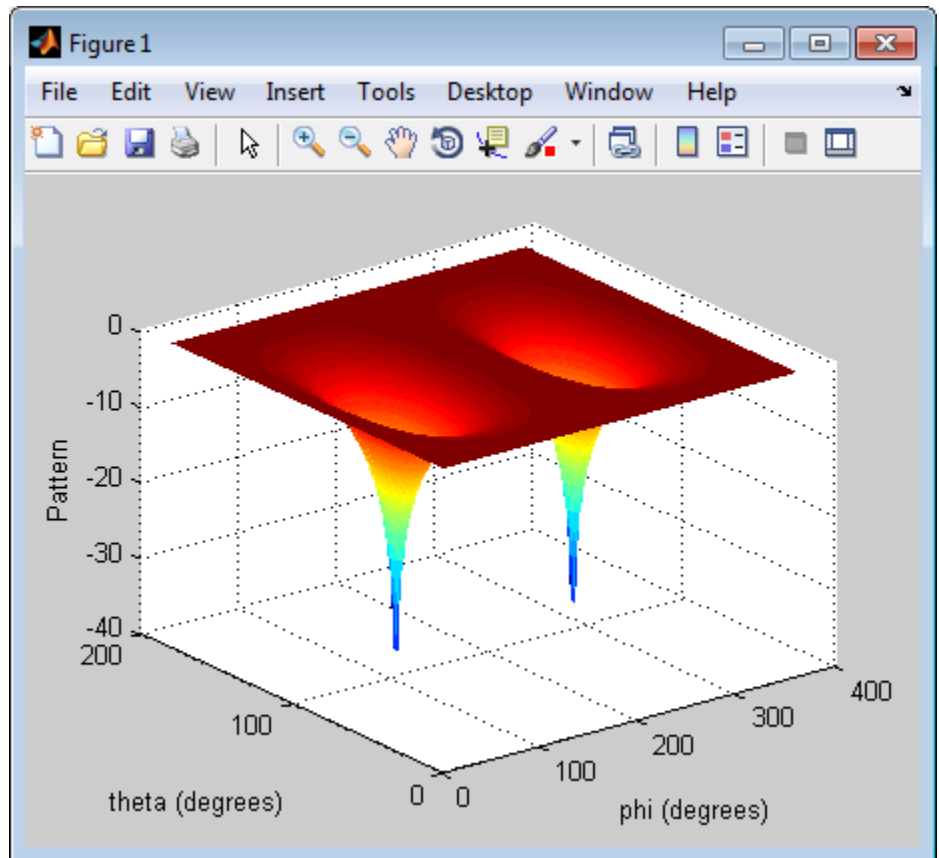 Figure 1
File Edit View Insert Tools Desktop Window Help
0
-10
-20
-30
-40
Pattern
200
100
0
theta (degrees)
0
100
200
300
400
phi (degrees)